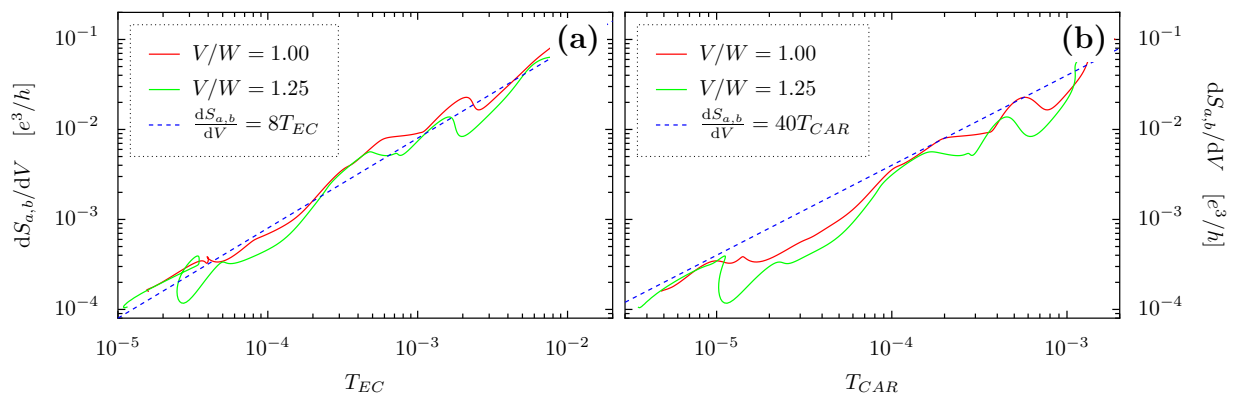 (a)
V/W = 1.00
V/W = 1.25
dS_{a,b}/dV = 8T_{EC}
10^{-1}
10^{-2}
10^{-3}
10^{-4}
dS_{a,b}/dV [e^3/h]
10^{-5} 10^{-4} 10^{-3} 10^{-2}
T_{EC}
(b)
V/W = 1.00
V/W = 1.25
dS_{a,b}/dV = 40T_{CAR}
10^{-1}
10^{-2}
10^{-3}
10^{-4}
dS_{a,b}/dV [e^3/h]
10^{-5} 10^{-4} 10^{-3}
T_{CAR}